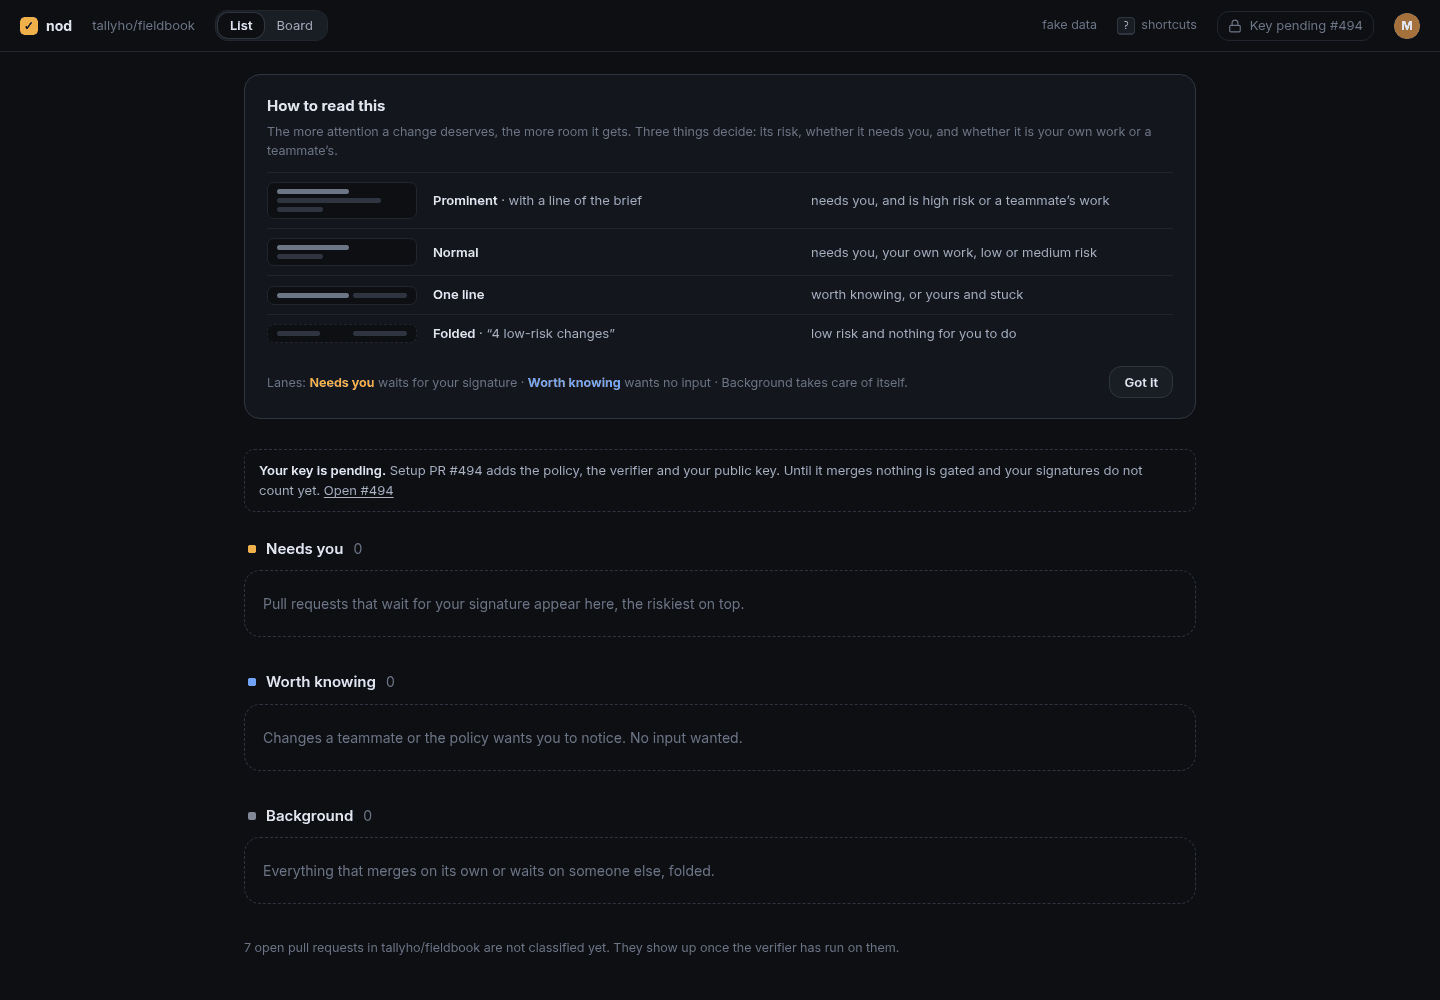 ✓ nod tallyho/fieldbook List Board fake data ? shortcuts Key pending #494 M
How to read this
The more attention a change deserves, the more room it gets. Three things decide: its risk, whether it needs you, and whether it is your own work or a
teammate’s.
Prominent · with a line of the brief needs you, and is high risk or a teammate’s work
Normal needs you, your own work, low or medium risk
One line worth knowing, or yours and stuck
Folded · “4 low-risk changes” low risk and nothing for you to do
Lanes: Needs you waits for your signature · Worth knowing wants no input · Background takes care of itself. Got it
Your key is pending. Setup PR #494 adds the policy, the verifier and your public key. Until it merges nothing is gated and your signatures do not
count yet. Open #494
Needs you 0
Pull requests that wait for your signature appear here, the riskiest on top.
Worth knowing 0
Changes a teammate or the policy wants you to notice. No input wanted.
Background 0
Everything that merges on its own or waits on someone else, folded.
7 open pull requests in tallyho/fieldbook are not classified yet. They show up once the verifier has run on them.